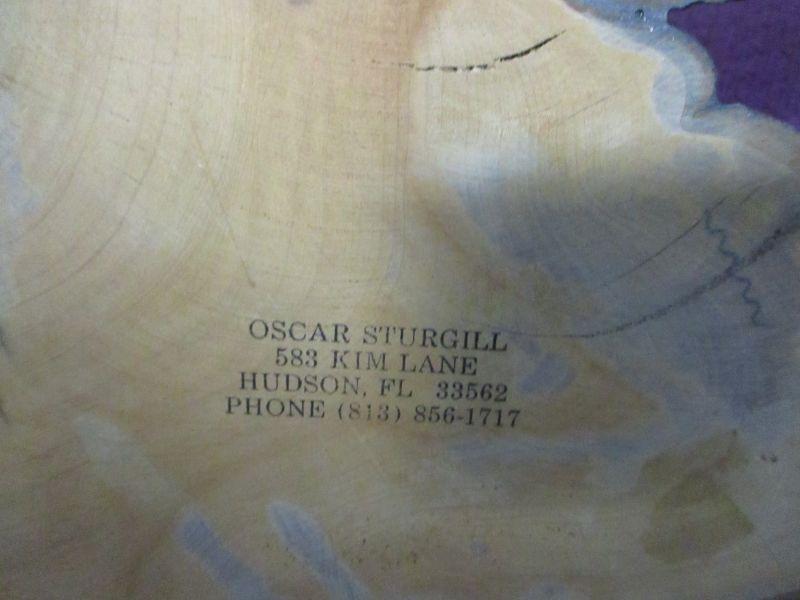 OSCAR STURGILL
583 KIM LANE
HUDSON, FL 33562
PHONE (813) 856-1717